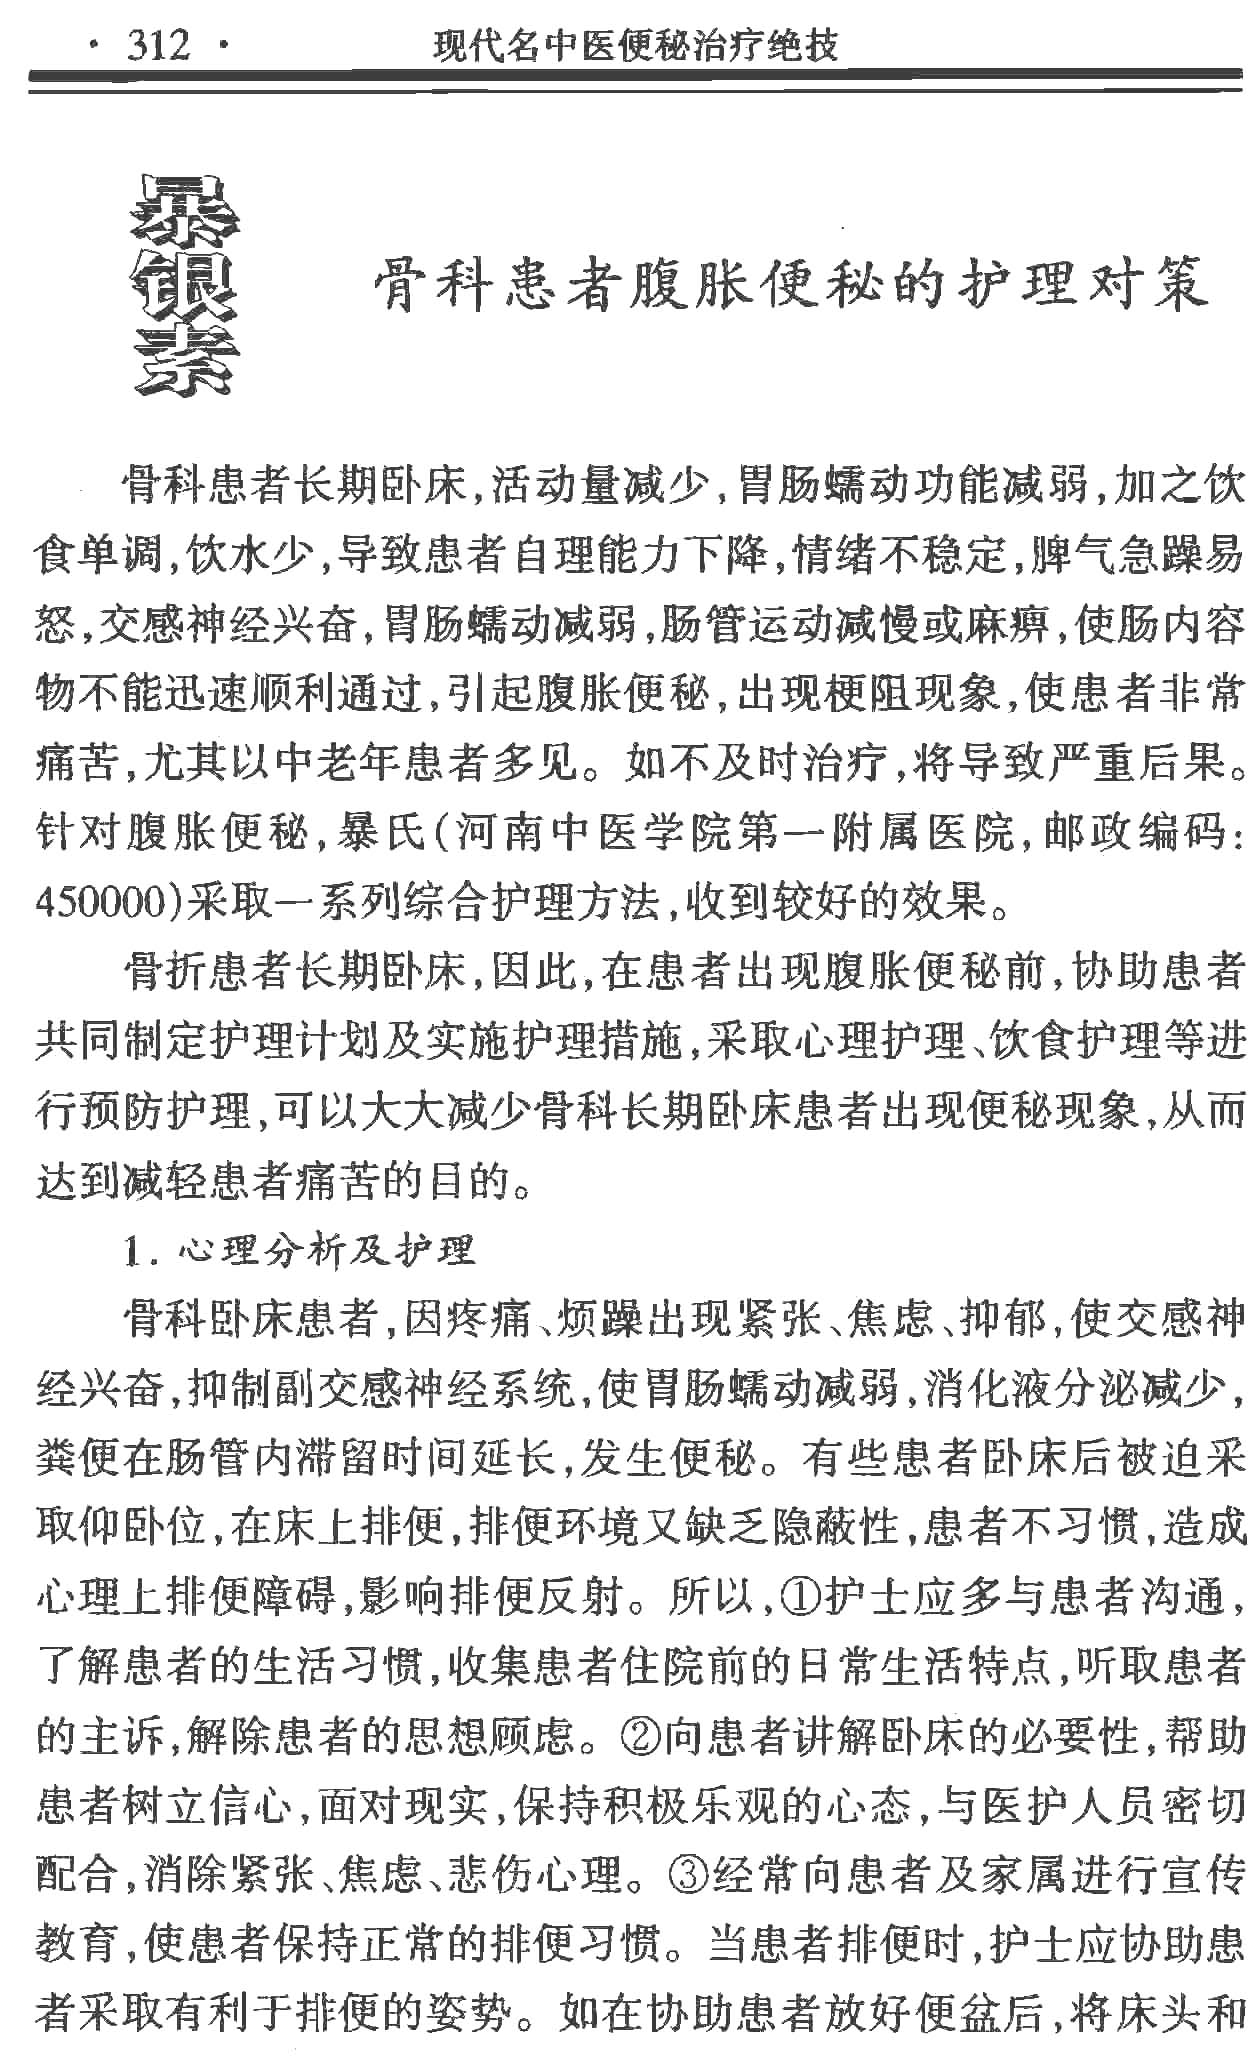 · 312 · 现代名中医便秘治疗绝技
暴银素
骨科患者腹胀便秘的护理对策
骨科患者长期卧床,活动量减少,胃肠蠕动功能减弱,加之饮
食单调,饮水少,导致患者自理能力下降,情绪不稳定,脾气急躁易
怒,交感神经兴奋,胃肠蠕动减弱,肠管运动减慢或麻痹,使肠内容
物不能迅速顺利通过,引起腹胀便秘,出现梗阻现象,使患者非常
痛苦,尤其以中老年患者多见。如不及时治疗,将导致严重后果。
针对腹胀便秘,暴氏(河南中医学院第一附属医院,邮政编码:
450000)采取一系列综合护理方法,收到较好的效果。
骨折患者长期卧床,因此,在患者出现腹胀便秘前,协助患者
共同制定护理计划及实施护理措施,采取心理护理、饮食护理等进
行预防护理,可以大大减少骨科长期卧床患者出现便秘现象,从而
达到减轻患者痛苦的目的。
1. 心理分析及护理
骨科卧床患者,因疼痛、烦躁出现紧张、焦虑、抑郁,使交感神
经兴奋,抑制副交感神经系统,使胃肠蠕动减弱,消化液分泌减少,
粪便在肠管内滞留时间延长,发生便秘。有些患者卧床后被迫采
取仰卧位,在床上排便,排便环境又缺乏隐蔽性,患者不习惯,造成
心理上排便障碍,影响排便反射。所以,①护士应多与患者沟通,
了解患者的生活习惯,收集患者住院前的日常生活特点,听取患者
的主诉,解除患者的思想顾虑。②向患者讲解卧床的必要性,帮助
患者树立信心,面对现实,保持积极乐观的心态,与医护人员密切
配合,消除紧张、焦虑、悲伤心理。③经常向患者及家属进行宣传
教育,使患者保持正常的排便习惯。当患者排便时,护士应协助患
者采取有利于排便的姿势。如在协助患者放好便盆后,将床头和